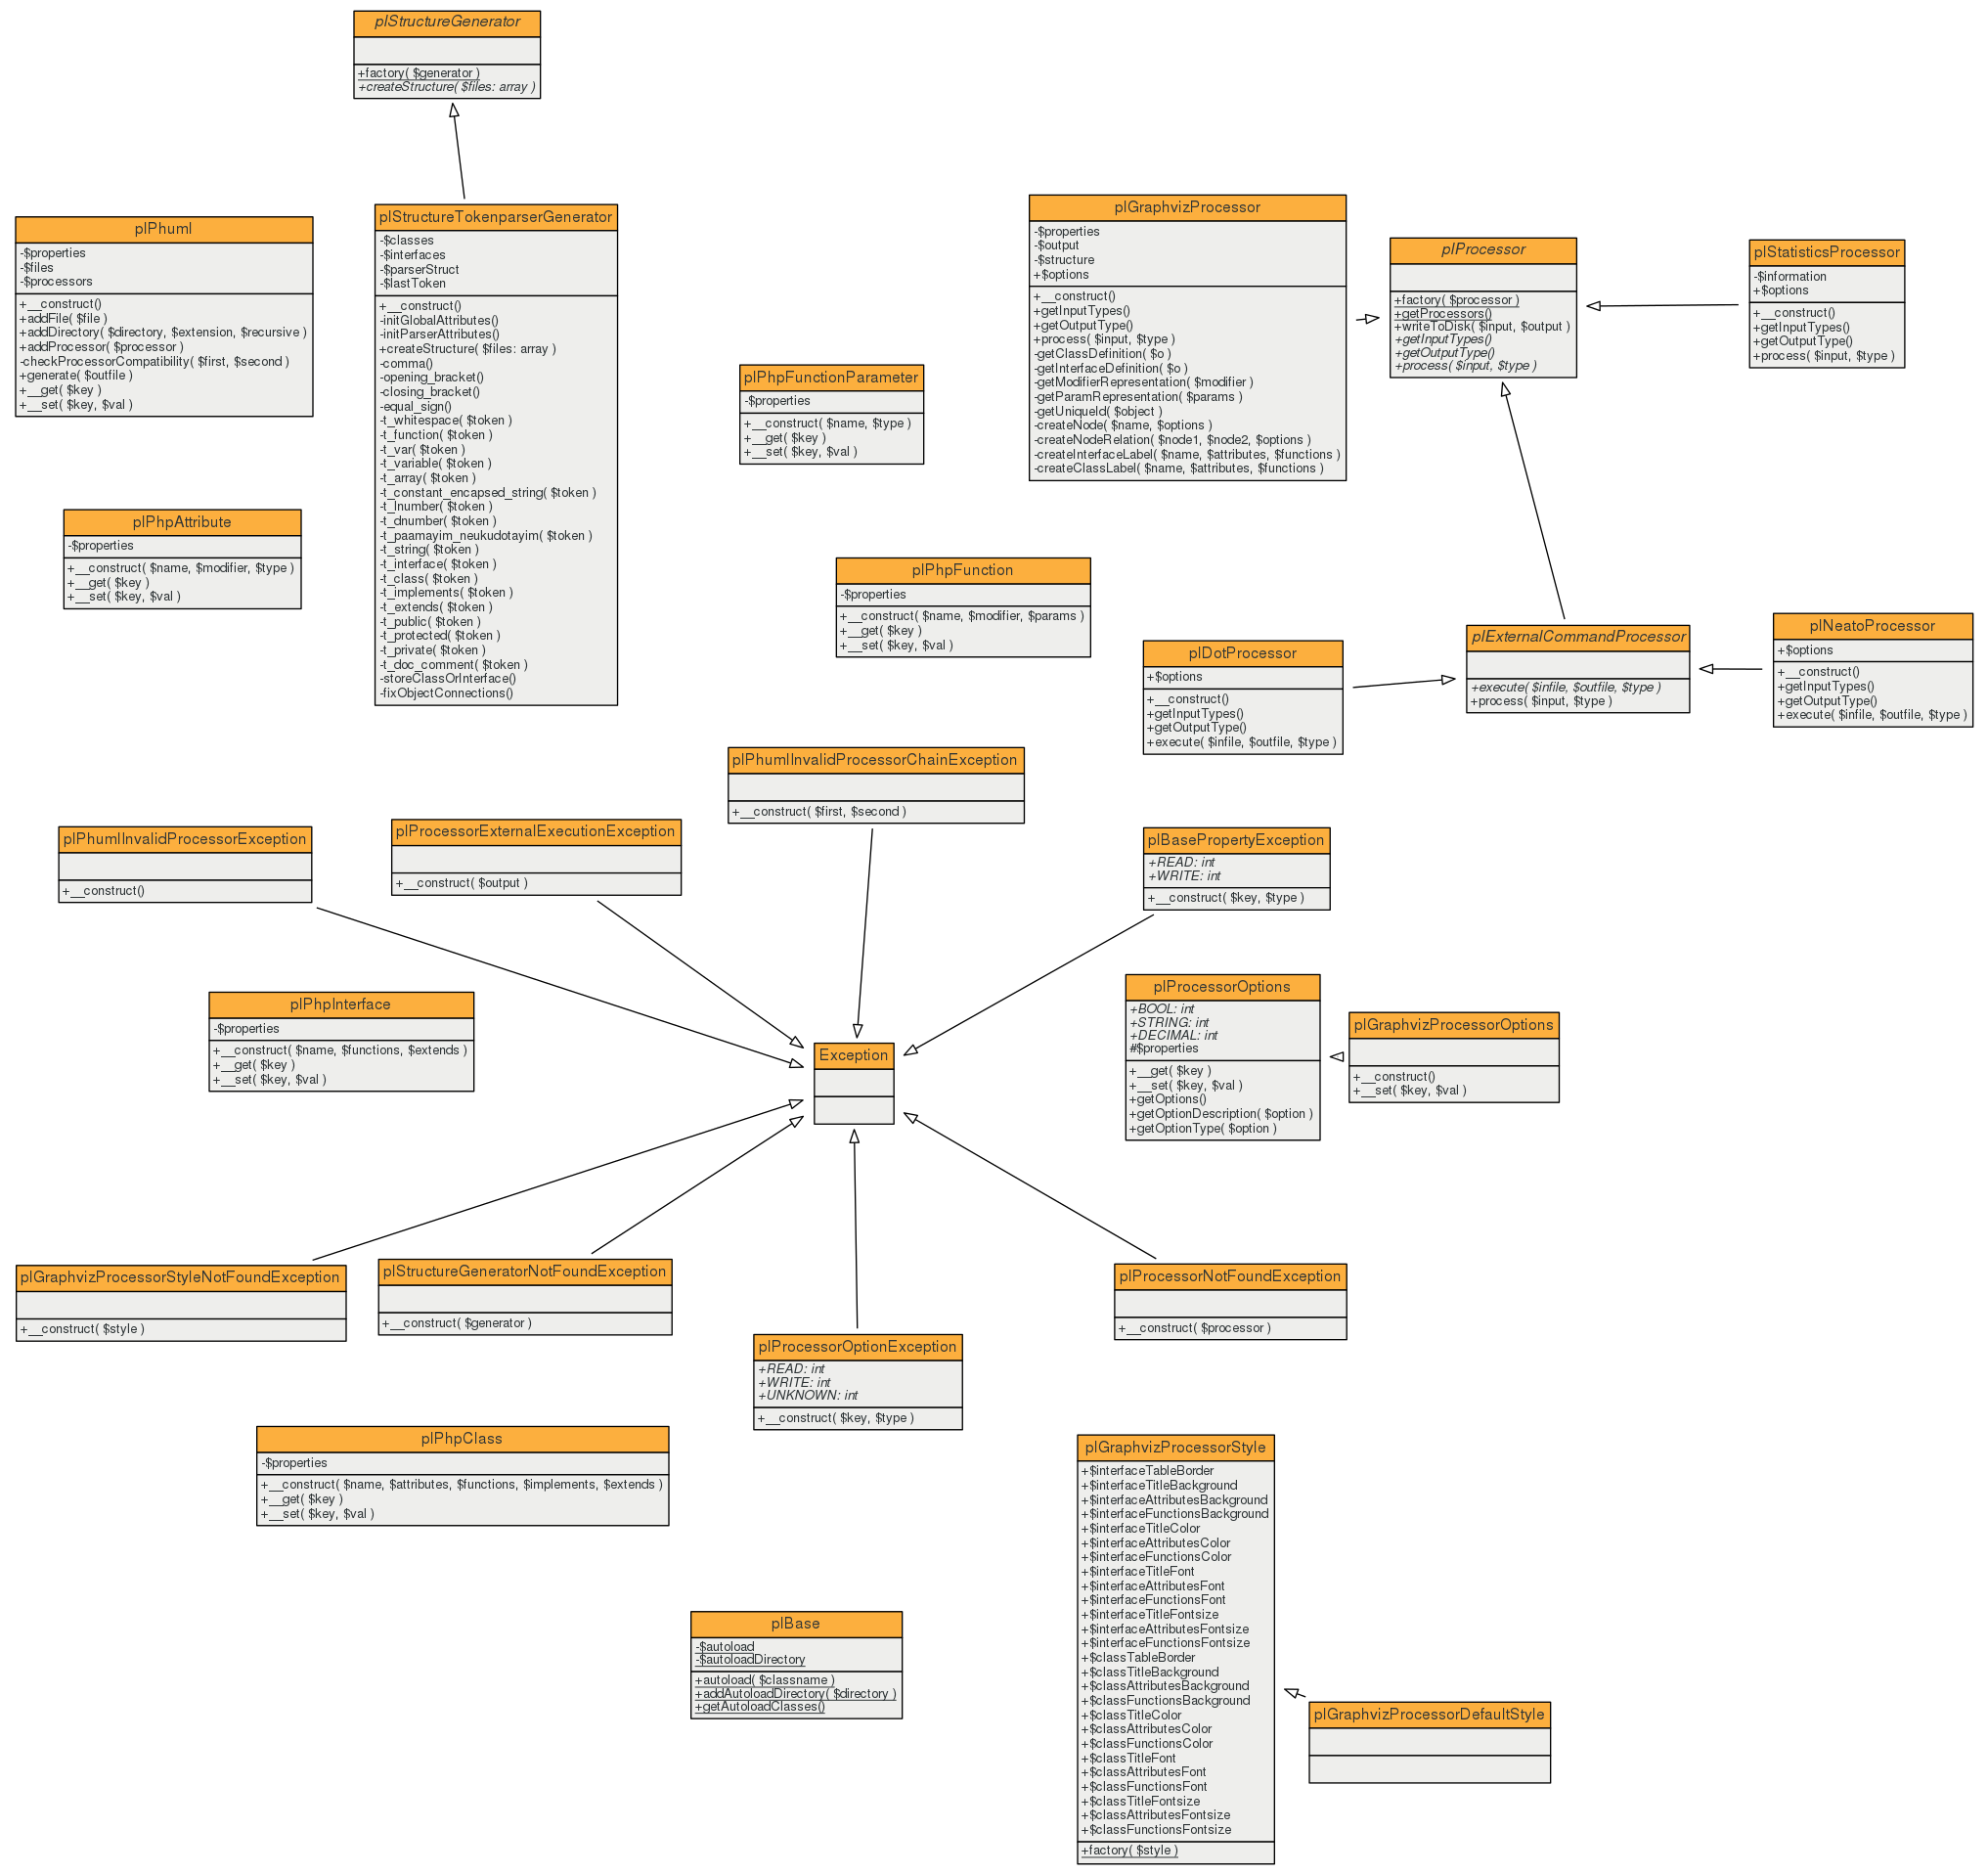 plStructureGenerator
+factory( $generator )
+createStructure( $files: array )
plPhuml
-$properties
-$files
-$processors
+__construct()
+addFile( $file )
+addDirectory( $directory, $extension, $recursive )
+addProcessor( $processor )
-checkProcessorCompatibility( $first, $second )
+generate( $outfile )
+__get( $key )
+__set( $key, $val )
plStructureTokenparserGenerator
-$classes
-$interfaces
-$parserStruct
-$lastToken
+__construct()
-initGlobalAttributes()
-initParserAttributes()
+createStructure( $files: array )
-comma()
-opening_bracket()
-closing_bracket()
-equal_sign()
-t_whitespace( $token )
-t_function( $token )
-t_var( $token )
-t_variable( $token )
-t_array( $token )
-t_constant_encapsed_string( $token )
-t_lnumber( $token )
-t_dnumber( $token )
-t_paamayim_neukudotayim( $token )
-t_string( $token )
-t_interface( $token )
-t_class( $token )
-t_implements( $token )
-t_extends( $token )
-t_public( $token )
-t_protected( $token )
-t_private( $token )
-t_doc_comment( $token )
-storeClassOrInterface()
-fixObjectConnections()
plGraphvizProcessor
-$properties
-$output
-$structure
+$options
+__construct()
+getInputTypes()
+getOutputType()
+process( $input, $type )
-getClassDefinition( $o )
-getInterfaceDefinition( $o )
-getModifierRepresentation( $modifier )
-getParamRepresentation( $params )
-getUniqueId( $object )
-createNode( $name, $options )
-createNodeRelation( $node1, $node2, $options )
-createInterfaceLabel( $name, $attributes, $functions )
-createClassLabel( $name, $attributes, $functions )
plProcessor
+factory( $processor )
+getProcessors()
+writeToDisk( $input, $output )
+getInputTypes()
+getOutputType()
+process( $input, $type )
plStatisticsProcessor
-$information
+$options
+__construct()
+getInputTypes()
+getOutputType()
+process( $input, $type )
plPhpFunctionParameter
-$properties
+__construct( $name, $type )
+__get( $key )
+__set( $key, $val )
plPhpAttribute
-$properties
+__construct( $name, $modifier, $type )
+__get( $key )
+__set( $key, $val )
plPhpFunction
-$properties
+__construct( $name, $modifier, $params )
+__get( $key )
+__set( $key, $val )
plDotProcessor
+$options
+__construct()
+getInputTypes()
+getOutputType()
+execute( $infile, $outfile, $type )
plExternalCommandProcessor
+execute( $infile, $outfile, $type )
+process( $input, $type )
plNeatoProcessor
+$options
+__construct()
+getInputTypes()
+getOutputType()
+execute( $infile, $outfile, $type )
plPhumlInvalidProcessorChainException
+__construct( $first, $second )
plPhumlInvalidProcessorException
+__construct()
plProcessorExternalExecutionException
+__construct( $output )
plBasePropertyException
+READ: int
+WRITE: int
+__construct( $key, $type )
plPhpInterface
-$properties
+__construct( $name, $functions, $extends )
+__get( $key )
+__set( $key, $val )
Exception
plProcessorOptions
+BOOL: int
+STRING: int
+DECIMAL: int
#$properties
+__get( $key )
+__set( $key, $val )
+getOptions()
+getOptionDescription( $option )
+getOptionType( $option )
plGraphvizProcessorOptions
+__construct()
+__set( $key, $val )
plGraphvizProcessorStyleNotFoundException
+__construct( $style )
plStructureGeneratorNotFoundException
+__construct( $generator )
plProcessorOptionException
+READ: int
+WRITE: int
+UNKNOWN: int
+__construct( $key, $type )
plProcessorNotFoundException
+__construct( $processor )
plPhpClass
-$properties
+__construct( $name, $attributes, $functions, $implements, $extends )
+__get( $key )
+__set( $key, $val )
plBase
-$autoload
-$autoloadDirectory
+autoload( $classname )
+addAutoloadDirectory( $directory )
+getAutoloadClasses()
plGraphvizProcessorStyle
+$interfaceTableBorder
+$interfaceTitleBackground
+$interfaceAttributesBackground
+$interfaceFunctionsBackground
+$interfaceTitleColor
+$interfaceAttributesColor
+$interfaceFunctionsColor
+$interfaceTitleFont
+$interfaceAttributesFont
+$interfaceFunctionsFont
+$interfaceTitleFontsize
+$interfaceAttributesFontsize
+$interfaceFunctionsFontsize
+$classTableBorder
+$classTitleBackground
+$classAttributesBackground
+$classFunctionsBackground
+$classTitleColor
+$classAttributesColor
+$classFunctionsColor
+$classTitleFont
+$classAttributesFont
+$classFunctionsFont
+$classTitleFontsize
+$classAttributesFontsize
+$classFunctionsFontsize
+factory( $style )
plGraphvizProcessorDefaultStyle